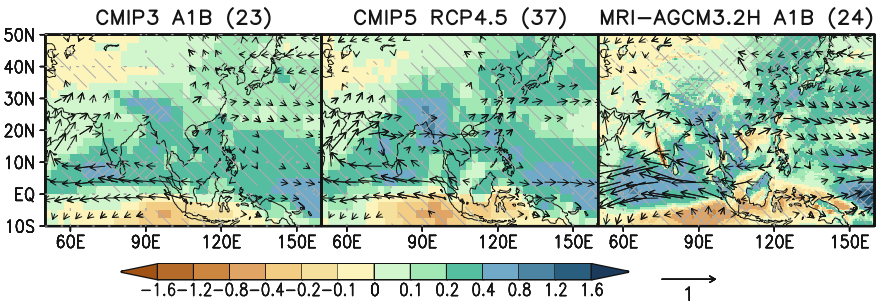 CMIP3 A1B (23) CMIP5 RCP4.5 (37) MRI-AGCM3.2H A1B (24)
50N
40N
30N
20N
10N
EQ
10S
60E 90E 120E 150E 60E 90E 120E 150E 60E 90E 120E 150E
-1.6 -1.2 -0.8 -0.4 -0.2 -0.1 0 0.1 0.2 0.4 0.8 1.2 1.6
1